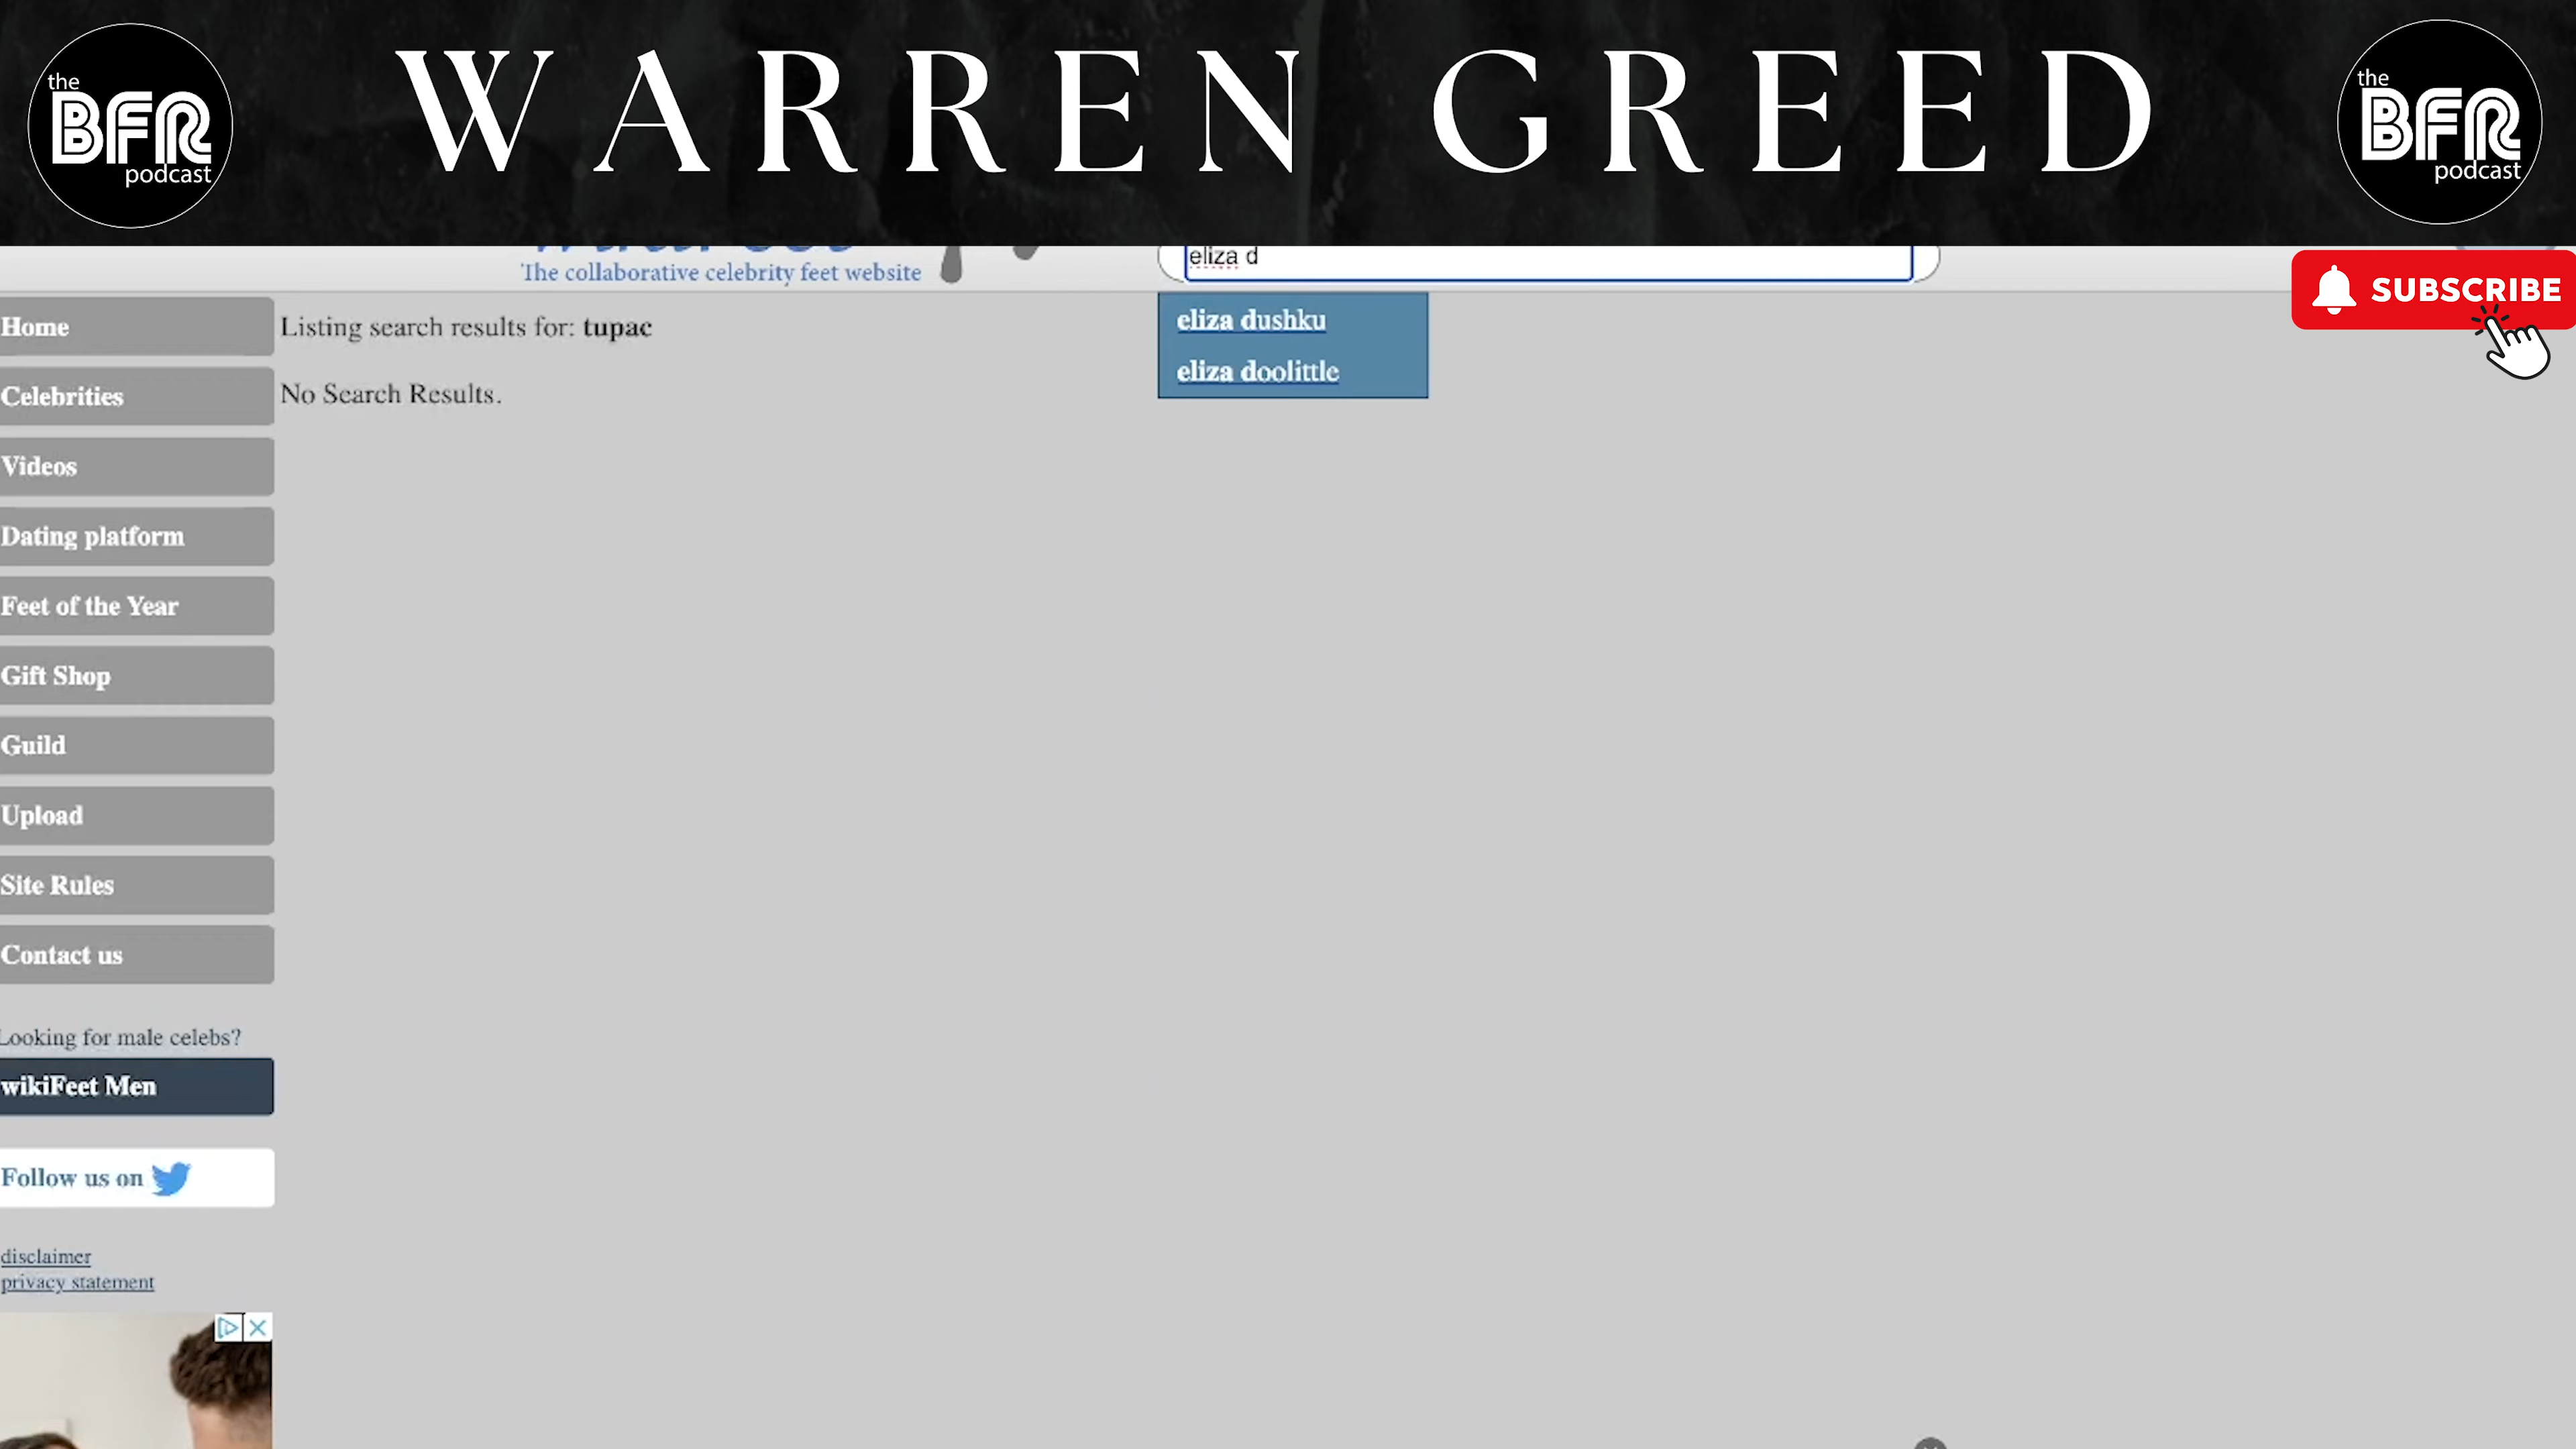 the
BFR
podcast
WARREN GREED
the
BFR
podcast
The collaborative celebrity feet website
eliza d
SUBSCRIBE
Home
Listing search results for: tupac
eliza dushku
eliza doolittle
Celebrities
No Search Results.
Videos
Dating platform
Feet of the Year
Gift Shop
Guild
Upload
Site Rules
Contact us
Looking for male celebs?
wikiFeet Men
Follow us on
disclaimer
privacy statement